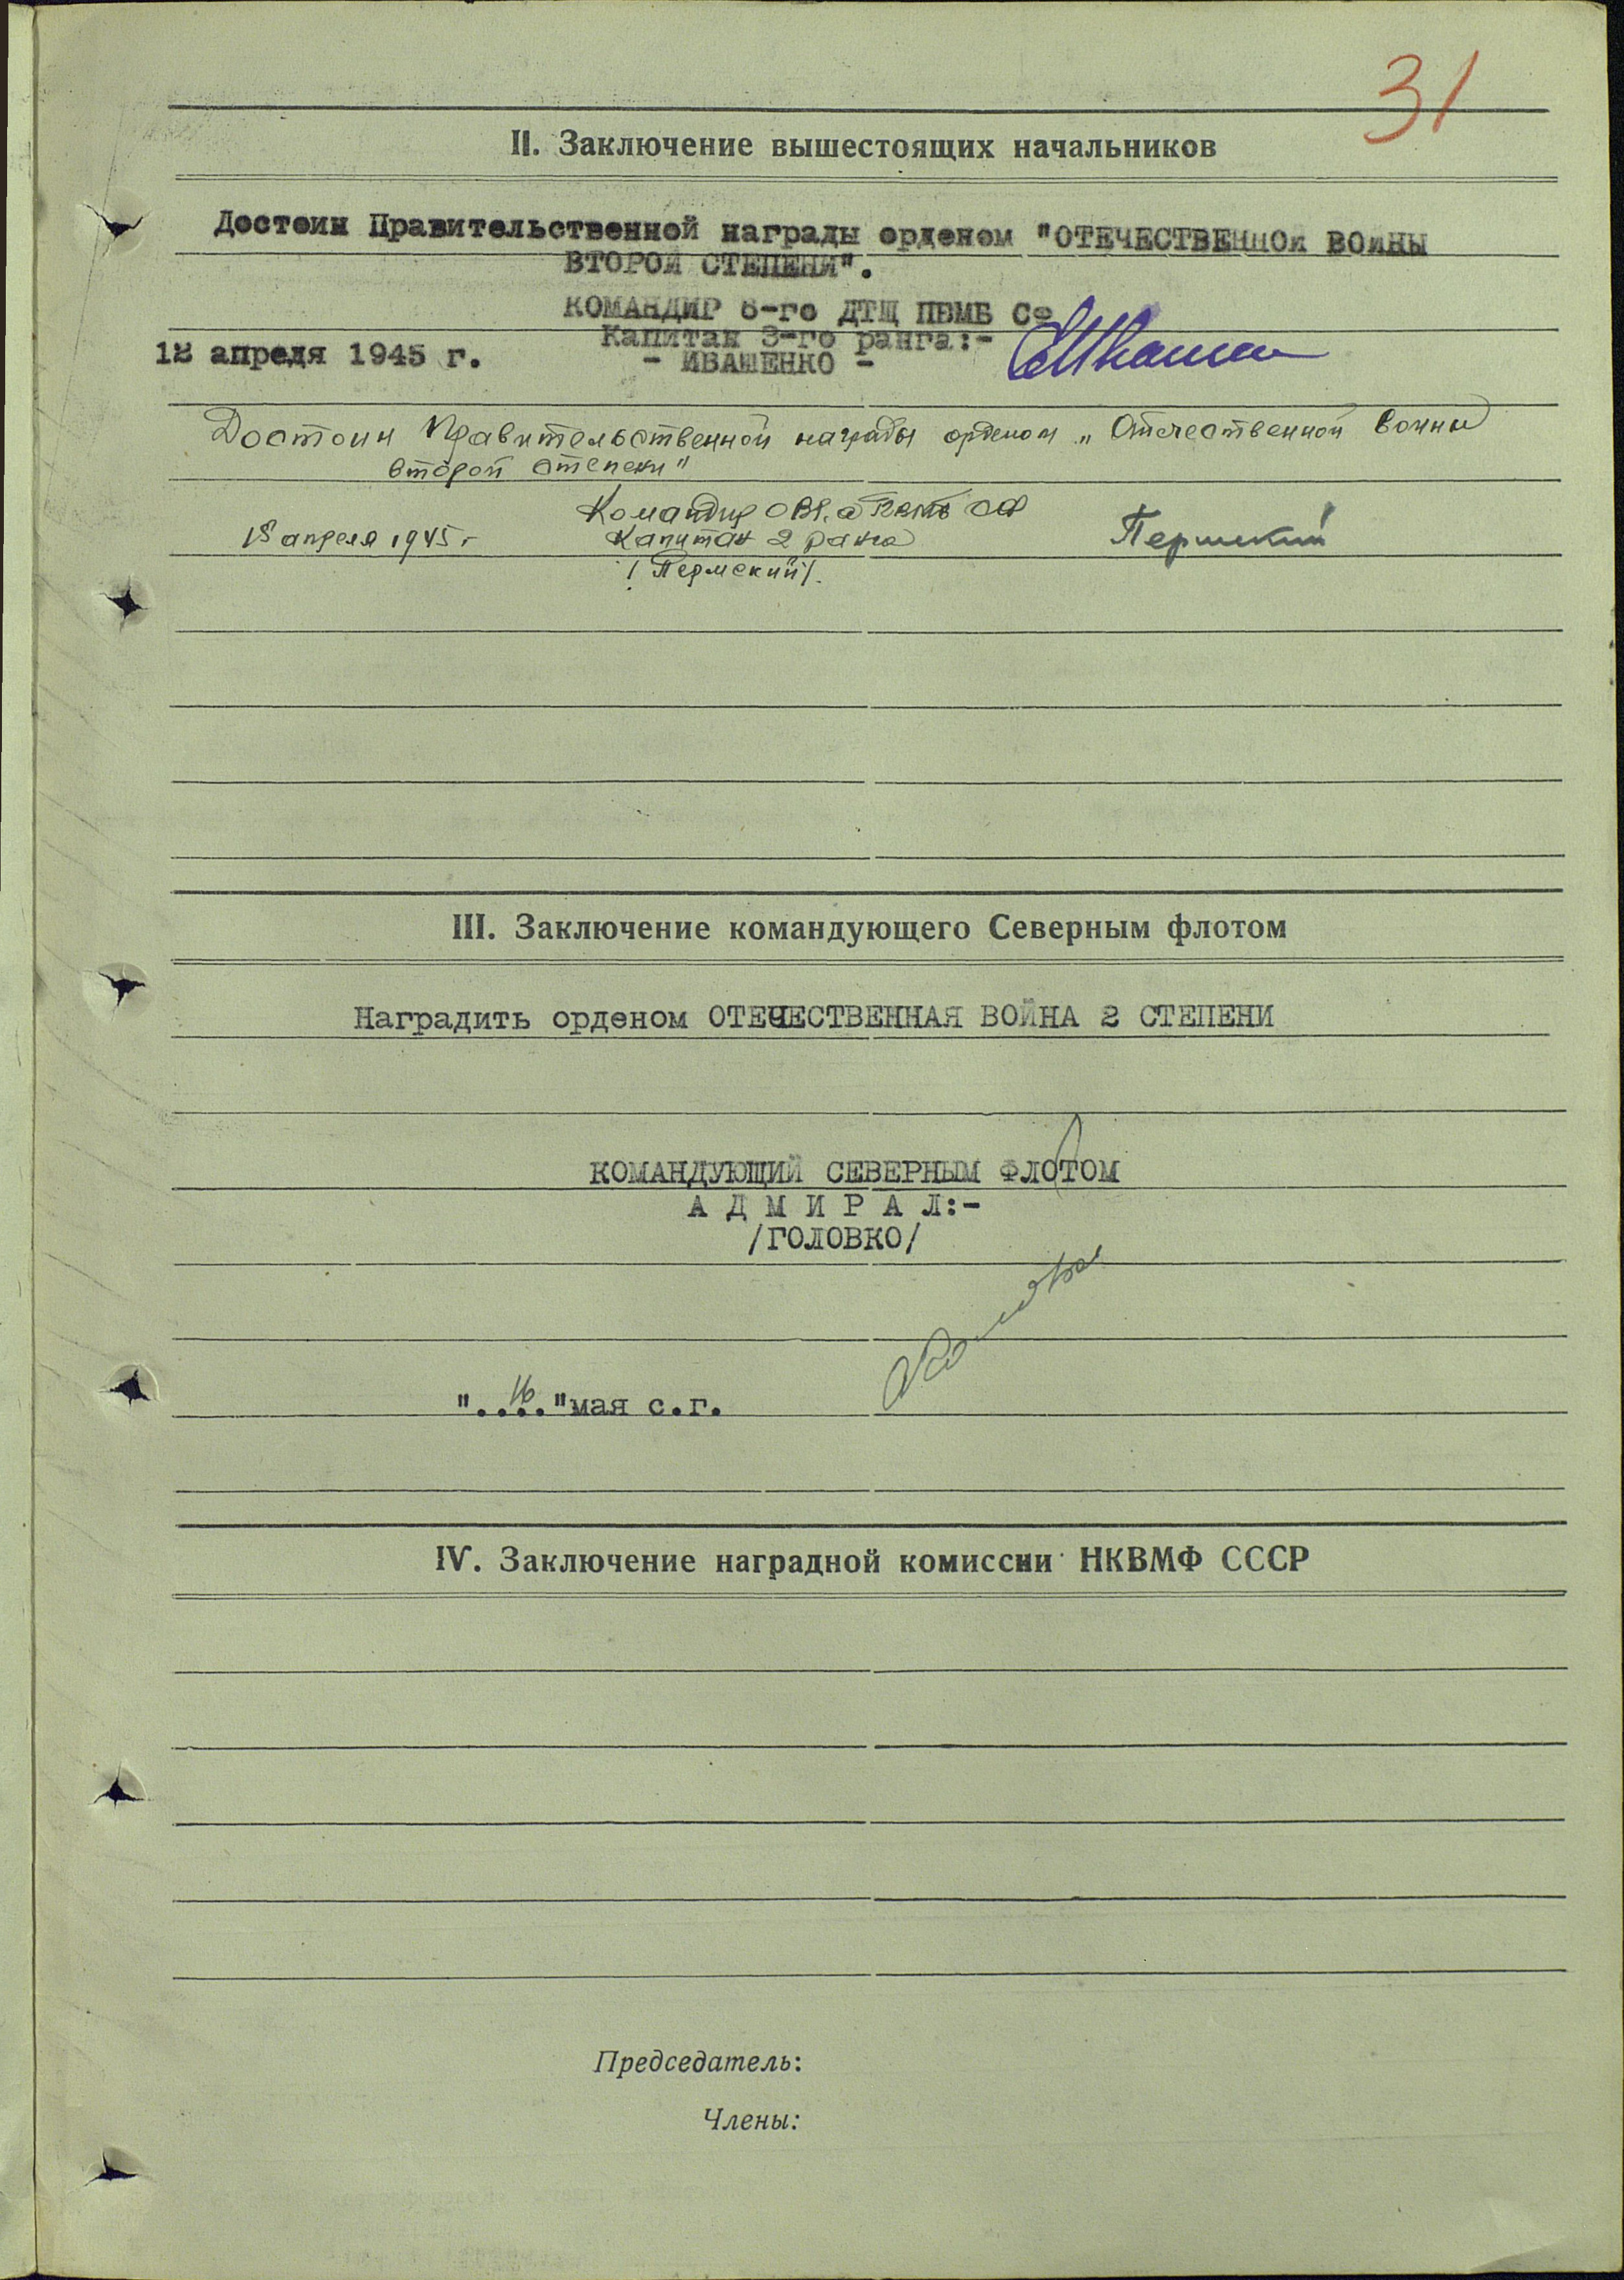 31
II. Заключение вышестоящих начальников
Достоин Правительственной награды орденом "ОТЕЧЕСТВЕННОЙ ВОЙНЫ
ВТОРОЙ СТЕПЕНИ".
КОМАНДИР 6-го ДТЩ ПВМБ СФ
Капитан 3-го ранга:-
12 апреля 1945 г. - ИВАШЕНКО -
Достоин Правительственной награды орденом „Отечественной Войны
второй степени"
Командир ОВРа СФ
18 апреля 1945 г Капитан 2 ранга Пермский
/Пермский/.
III. Заключение командующего Северным флотом
Наградить орденом ОТЕЧЕСТВЕННАЯ ВОЙНА 2 СТЕПЕНИ
КОМАНДУЮЩИЙ СЕВЕРНЫМ ФЛОТОМ
А Д М И Р А Л:-
/ГОЛОВКО/
"..16.."мая с.г.
IV. Заключение наградной комиссии НКВМФ СССР
Председатель:
Члены: